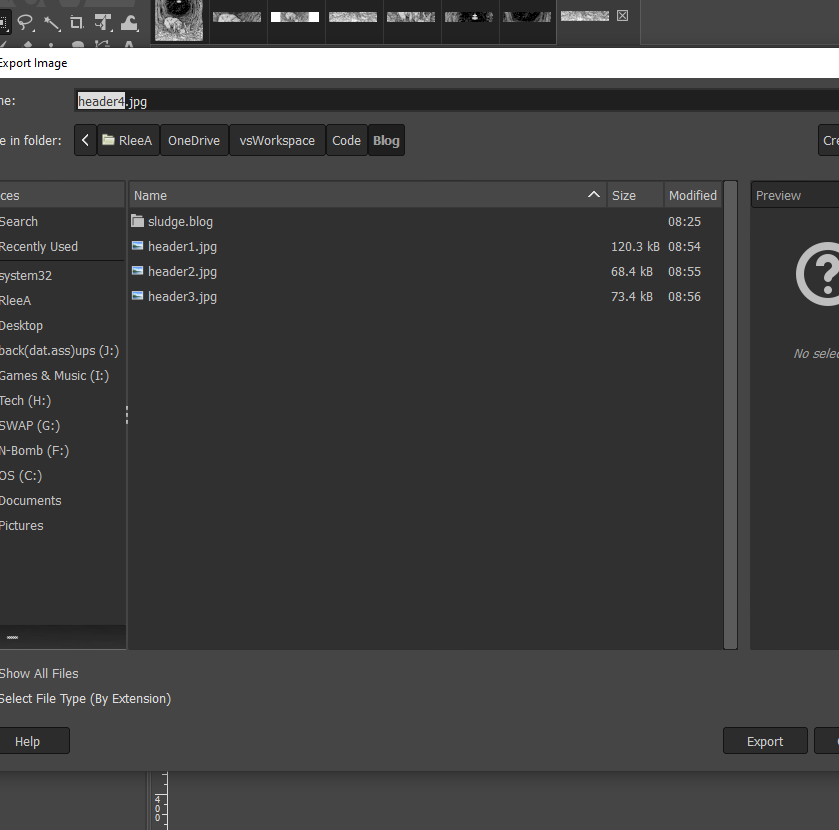 Export Image
me:
header4.jpg
e in folder:
RleeA
OneDrive
vsWorkspace
Code
Blog
Cre
ces
Name
Size
Modified
Preview
Search
sludge.blog
08:25
Recently Used
header1.jpg
120.3 kB
08:54
system32
header2.jpg
68.4 kB
08:55
RleeA
header3.jpg
73.4 kB
08:56
Desktop
back(dat.ass)ups (J:)
No selec
Games & Music (I:)
Tech (H:)
SWAP (G:)
N-Bomb (F:)
OS (C:)
Documents
Pictures
Show All Files
Select File Type (By Extension)
Help
Export
400